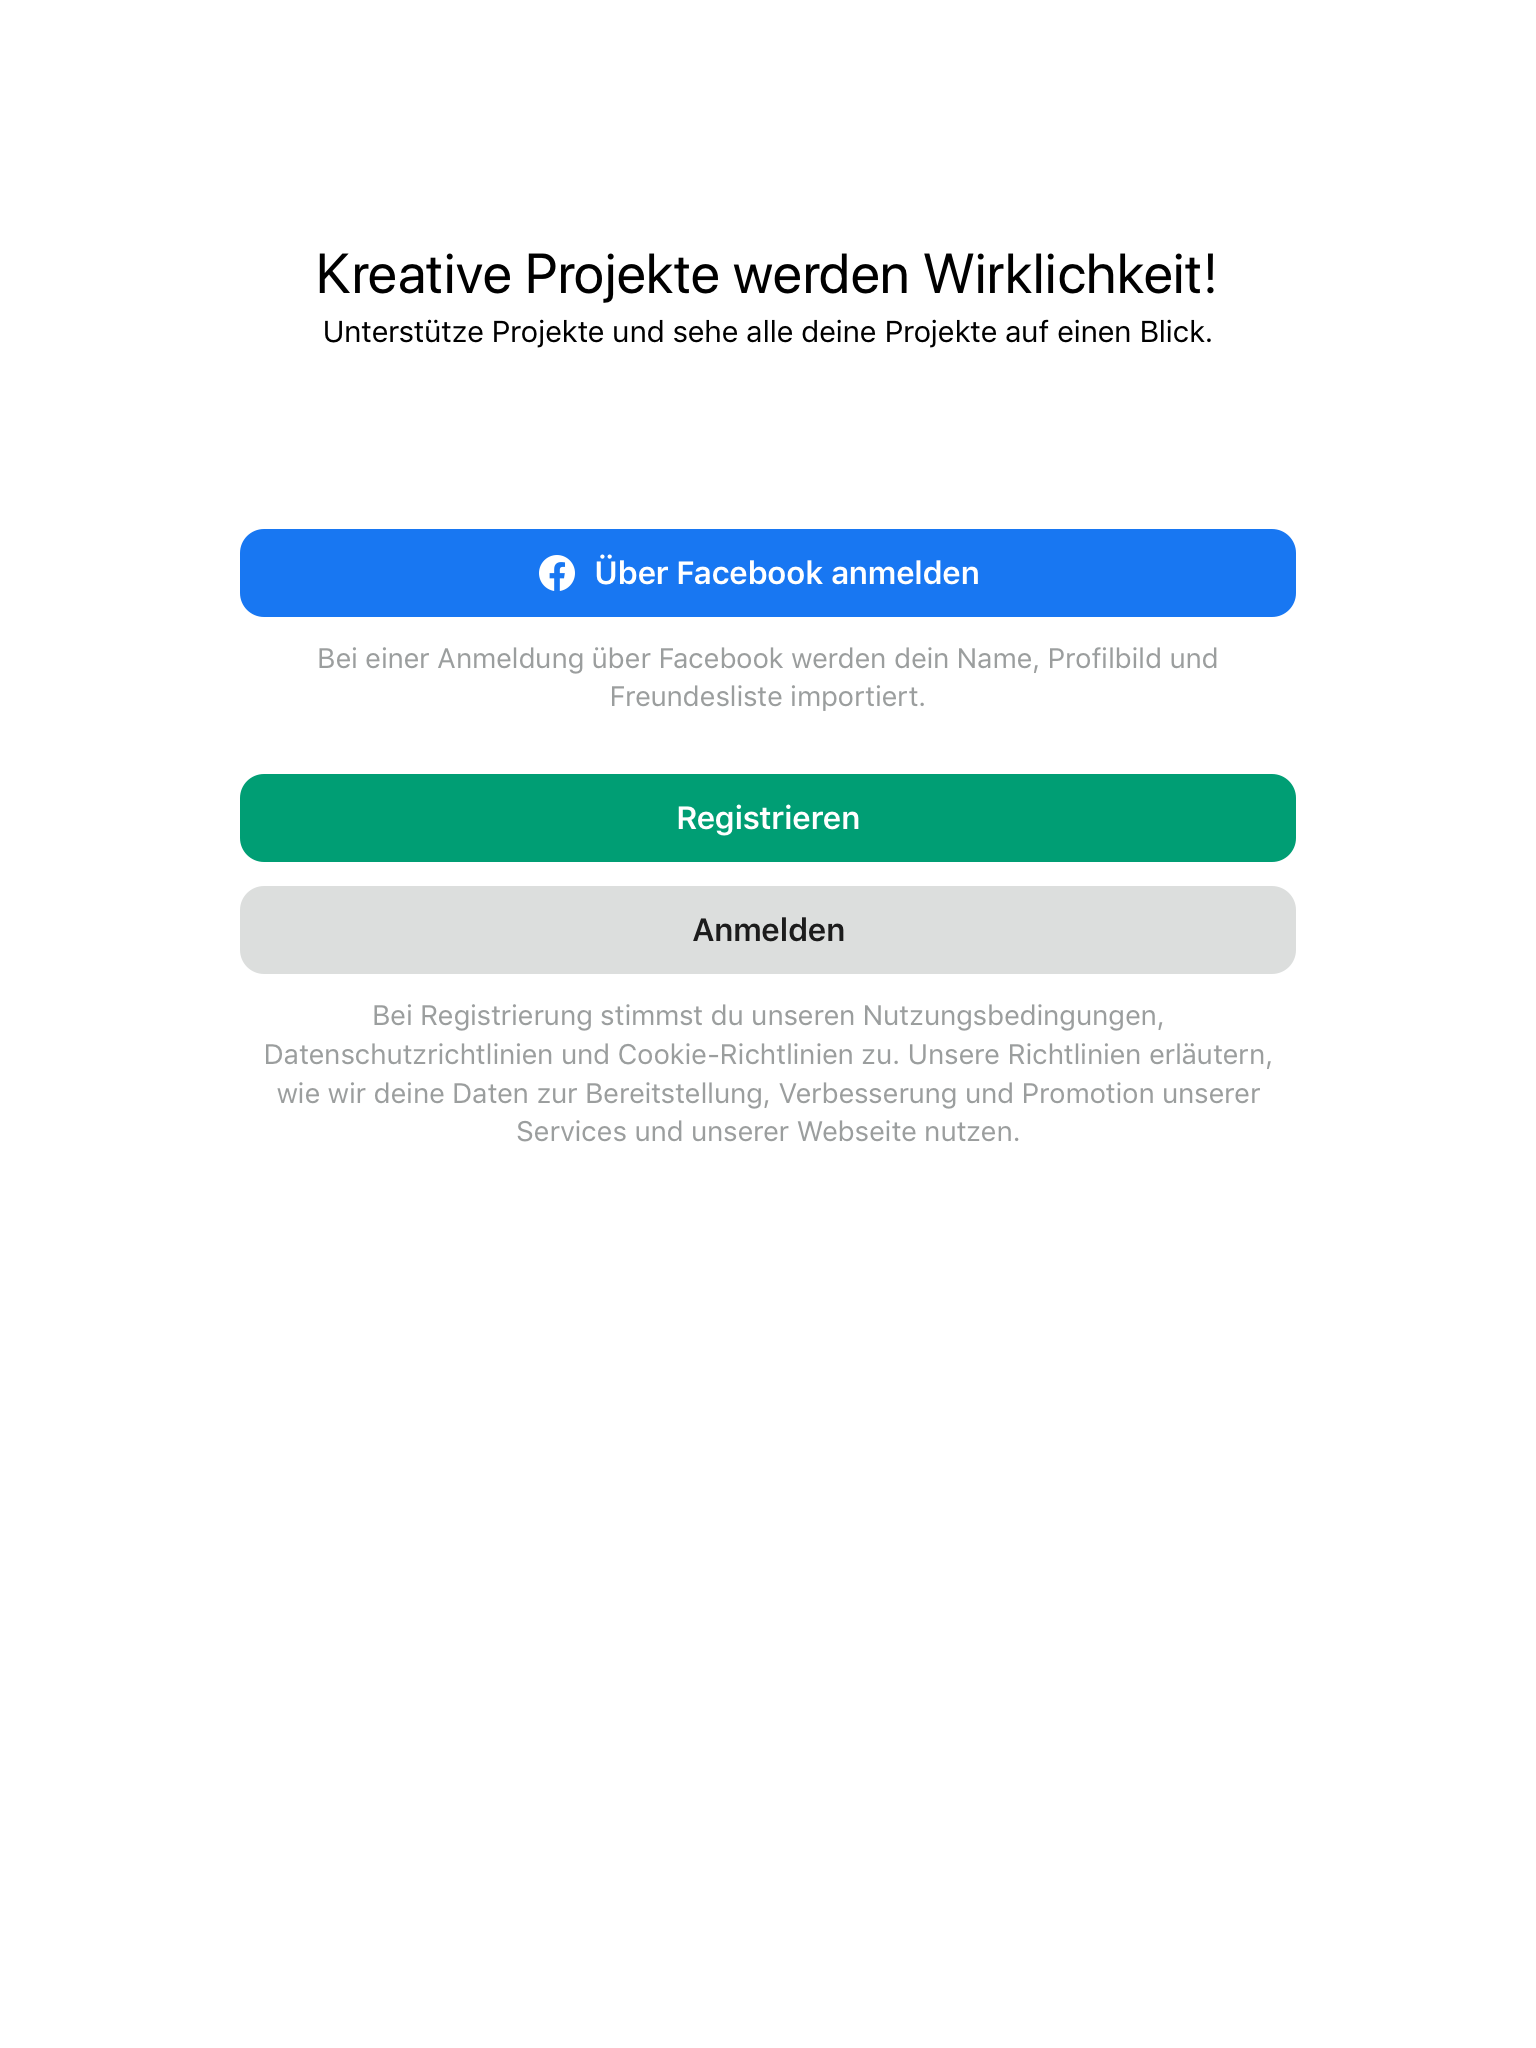 Kreative Projekte werden Wirklichkeit!
Unterstütze Projekte und sehe alle deine Projekte auf einen Blick.
Über Facebook anmelden
Bei einer Anmeldung über Facebook werden dein Name, Profilbild und
Freundesliste importiert.
Registrieren
Anmelden
Bei Registrierung stimmst du unseren Nutzungsbedingungen,
Datenschutzrichtlinien und Cookie-Richtlinien zu. Unsere Richtlinien erläutern,
wie wir deine Daten zur Bereitstellung, Verbesserung und Promotion unserer
Services und unserer Webseite nutzen.